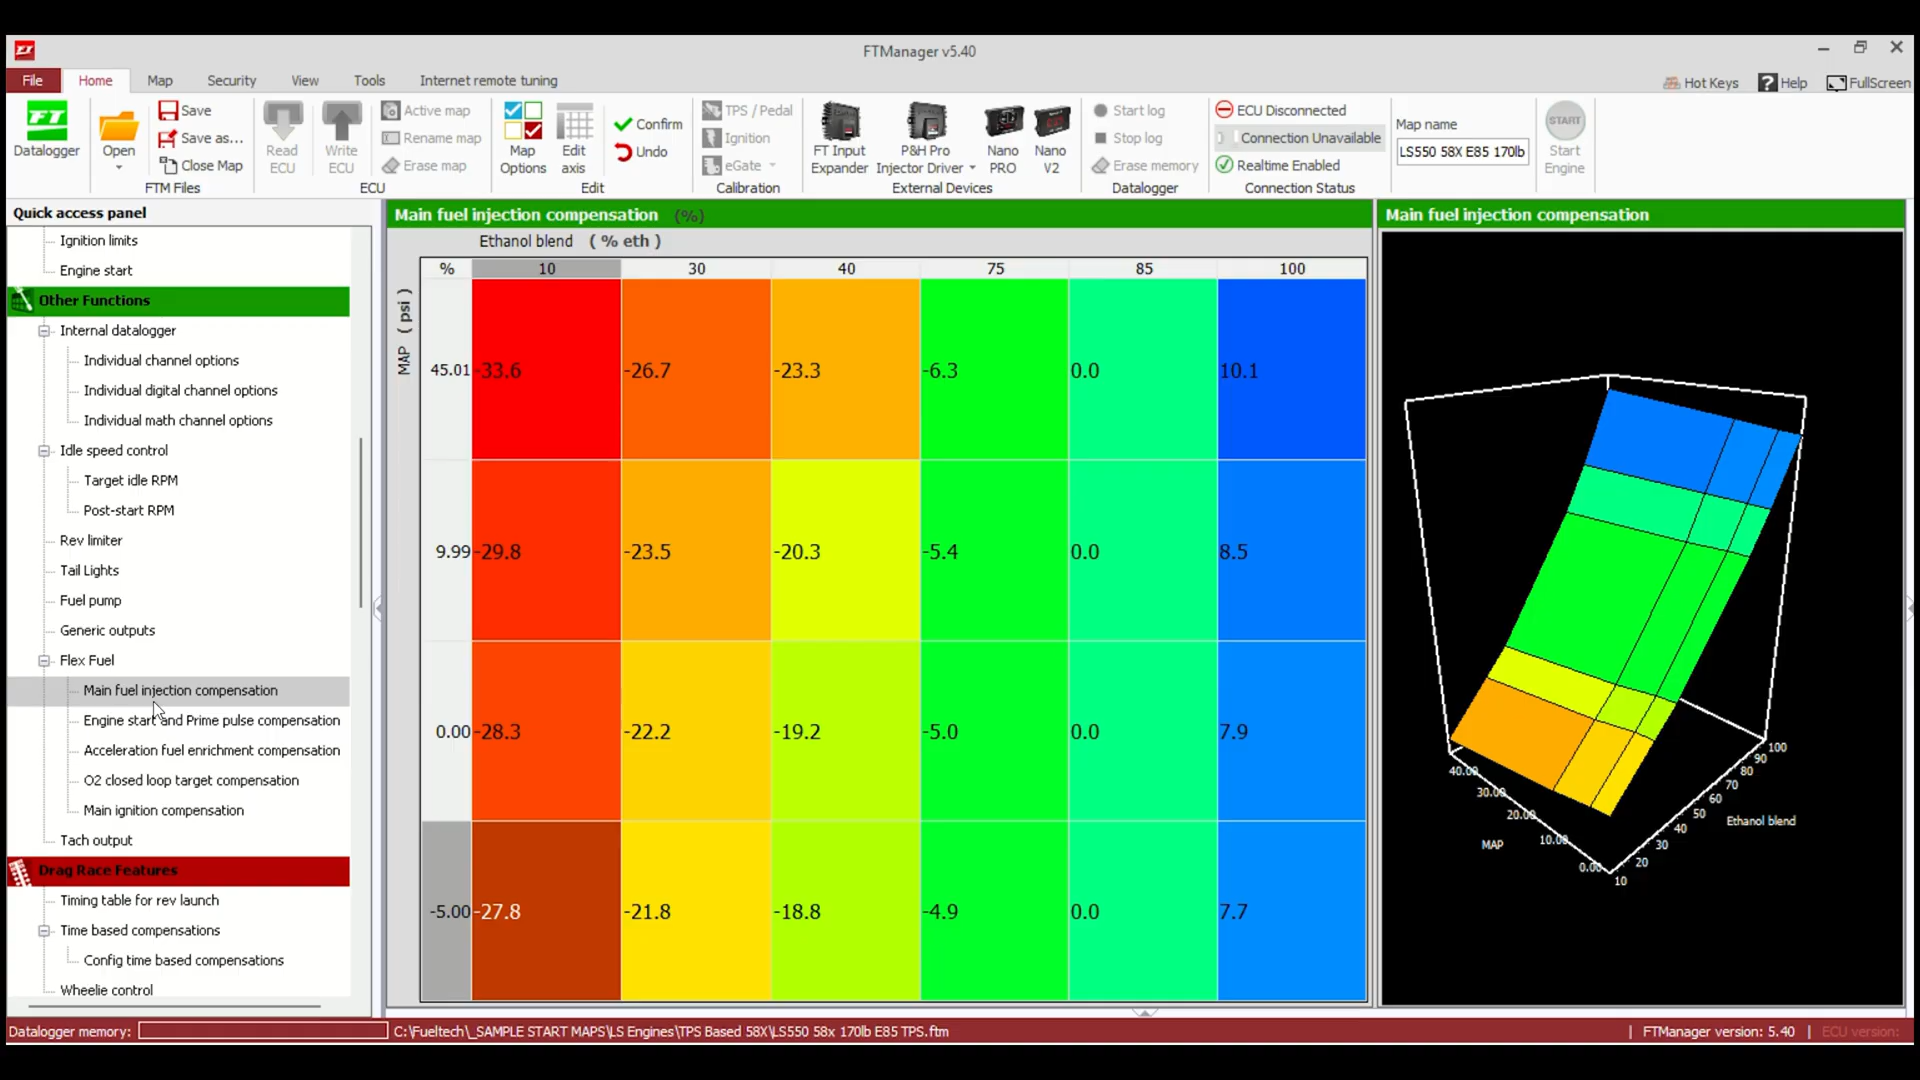 FTManager v5.40
File Home Map Security View Tools Internet remote tuning Hot Keys Help FullScreen
Datalogger
Open
Save
Save as...
Close Map
FTM Files
Read ECU
Write ECU
Active map
Rename map
Erase map
ECU
Map Options
Edit axis
Confirm
Undo
Edit
TPS / Pedal
Ignition
eGate
Calibration
FT Input Expander
P&H Pro Injector Driver
Nano PRO
Nano V2
External Devices
Start log
Stop log
Erase memory
Datalogger
ECU Disconnected
Connection Unavailable
Realtime Enabled
Connection Status
Map name
LS550 58X E85 170lb
START
Start Engine
Quick access panel
Ignition limits
Engine start
Other Functions
Internal datalogger
Individual channel options
Individual digital channel options
Individual math channel options
Idle speed control
Target idle RPM
Post-start RPM
Rev limiter
Tail Lights
Fuel pump
Generic outputs
Flex Fuel
Main fuel injection compensation
Engine start and Prime pulse compensation
Acceleration fuel enrichment compensation
O2 closed loop target compensation
Main ignition compensation
Tach output
Drag Race Features
Timing table for rev launch
Time based compensations
Config time based compensations
Wheelie control
Main fuel injection compensation (%)
Ethanol blend ( % eth )
MAP ( psi )
% 10 30 40 75 85 100
45.01 -33.6 -26.7 -23.3 -6.3 0.0 10.1
9.99 -29.8 -23.5 -20.3 -5.4 0.0 8.5
0.00 -28.3 -22.2 -19.2 -5.0 0.0 7.9
-5.00 -27.8 -21.8 -18.8 -4.9 0.0 7.7
Main fuel injection compensation
40.00
30.00
20.00
10.00
0.00
MAP
10
20
30
40
50
60
70
80
90
100
Ethanol blend
Datalogger memory: C:\Fueltech\_SAMPLE START MAPS\LS Engines\TPS Based 58X\LS550 58x 170lb E85 TPS.ftm | FTManager version: 5.40 | ECU version: